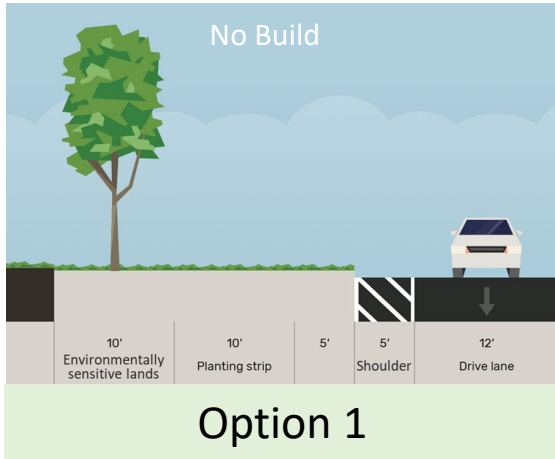 No Build
10’ 10’ 5’ 5’ 12’
Environmentally
sensitive lands
Planting strip
Shoulder
Drive lane
Option 1